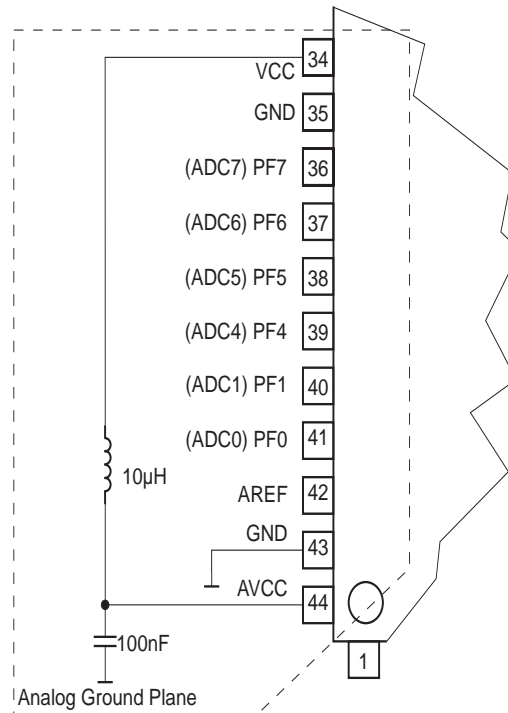 VCC 34
GND 35
(ADC7) PF7 36
(ADC6) PF6 37
(ADC5) PF5 38
(ADC4) PF4 39
(ADC1) PF1 40
(ADC0) PF0 41
10µH
AREF 42
GND 43
AVCC 44
100nF
1
Analog Ground Plane